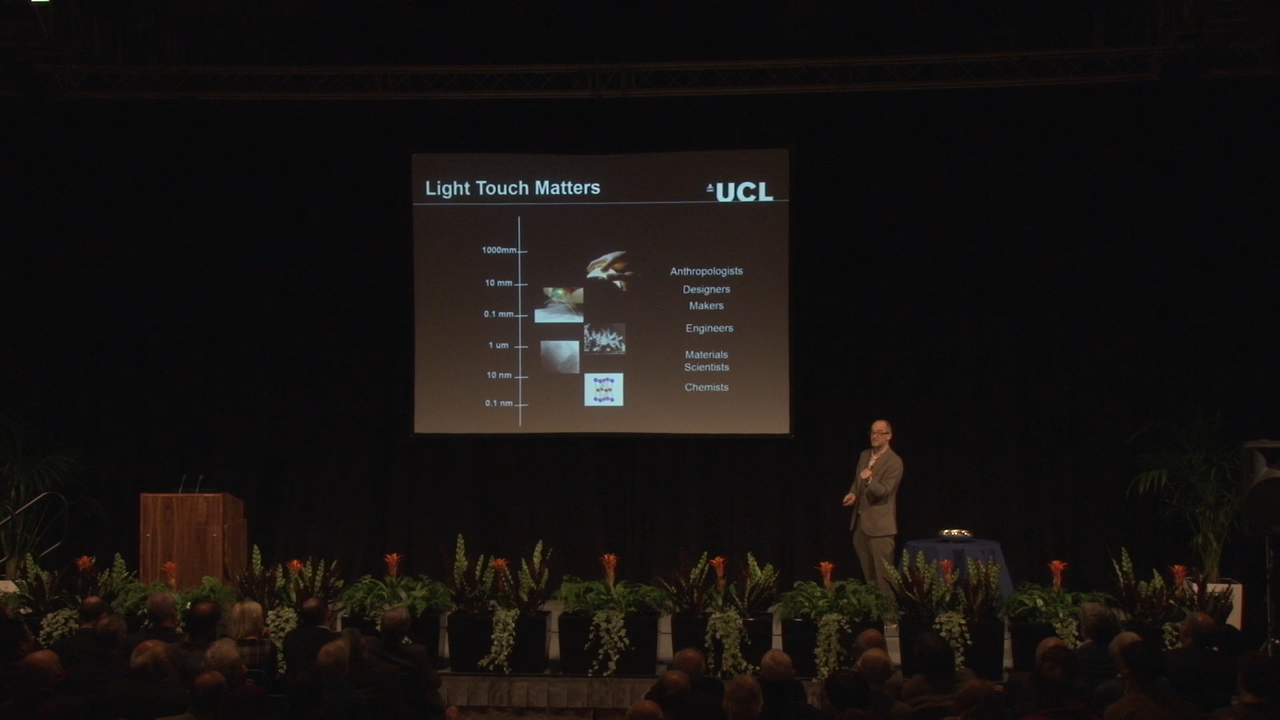 Light Touch Matters
UCL
1000mm
10 mm
0.1 mm
1 um
10 nm
0.1 nm
Anthropologists
Designers
Makers
Engineers
Materials
Scientists
Chemists